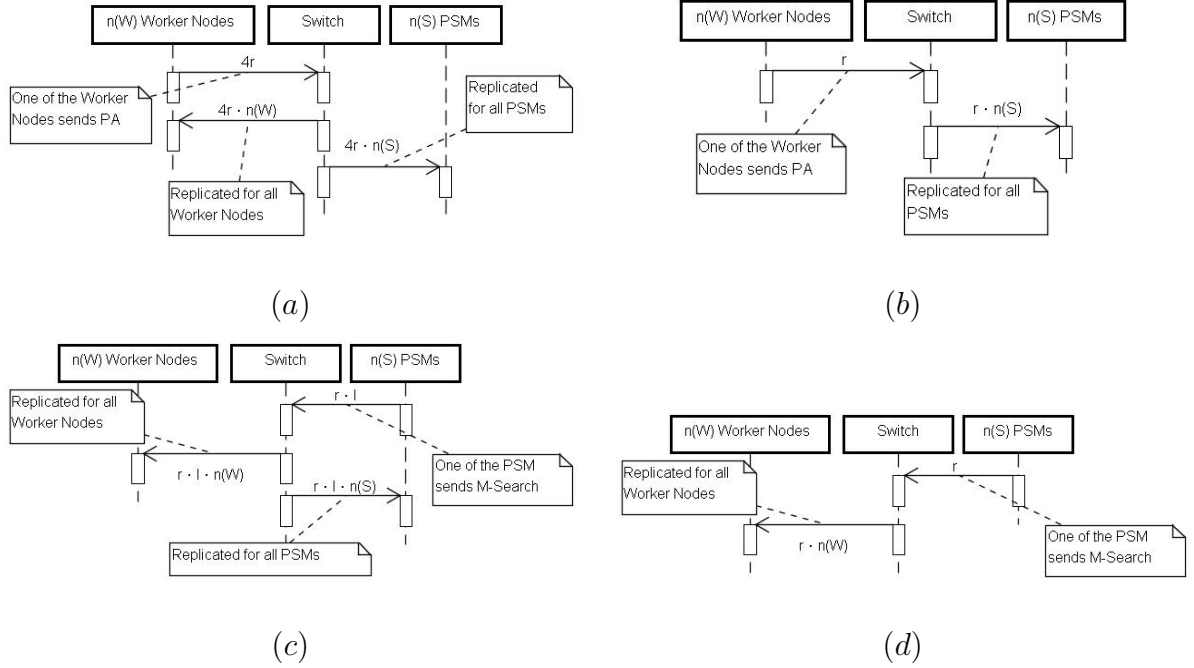 n(W) Worker Nodes
Switch
n(S) PSMs
4r
One of the Worker
Nodes sends PA
Replicated
for all PSMs
4r · n(W)
4r · n(S)
Replicated for all
Worker Nodes
(a)
n(W) Worker Nodes
Switch
n(S) PSMs
r
r · n(S)
One of the Worker
Nodes sends PA
Replicated for all
PSMs
(b)
n(W) Worker Nodes
Switch
n(S) PSMs
Replicated for all
Worker Nodes
r · l
r · l · n(W)
One of the PSM
sends M-Search
r · l · n(S)
Replicated for all PSMs
(c)
n(W) Worker Nodes
Switch
n(S) PSMs
Replicated for all
Worker Nodes
r
r · n(W)
One of the PSM
sends M-Search
(d)